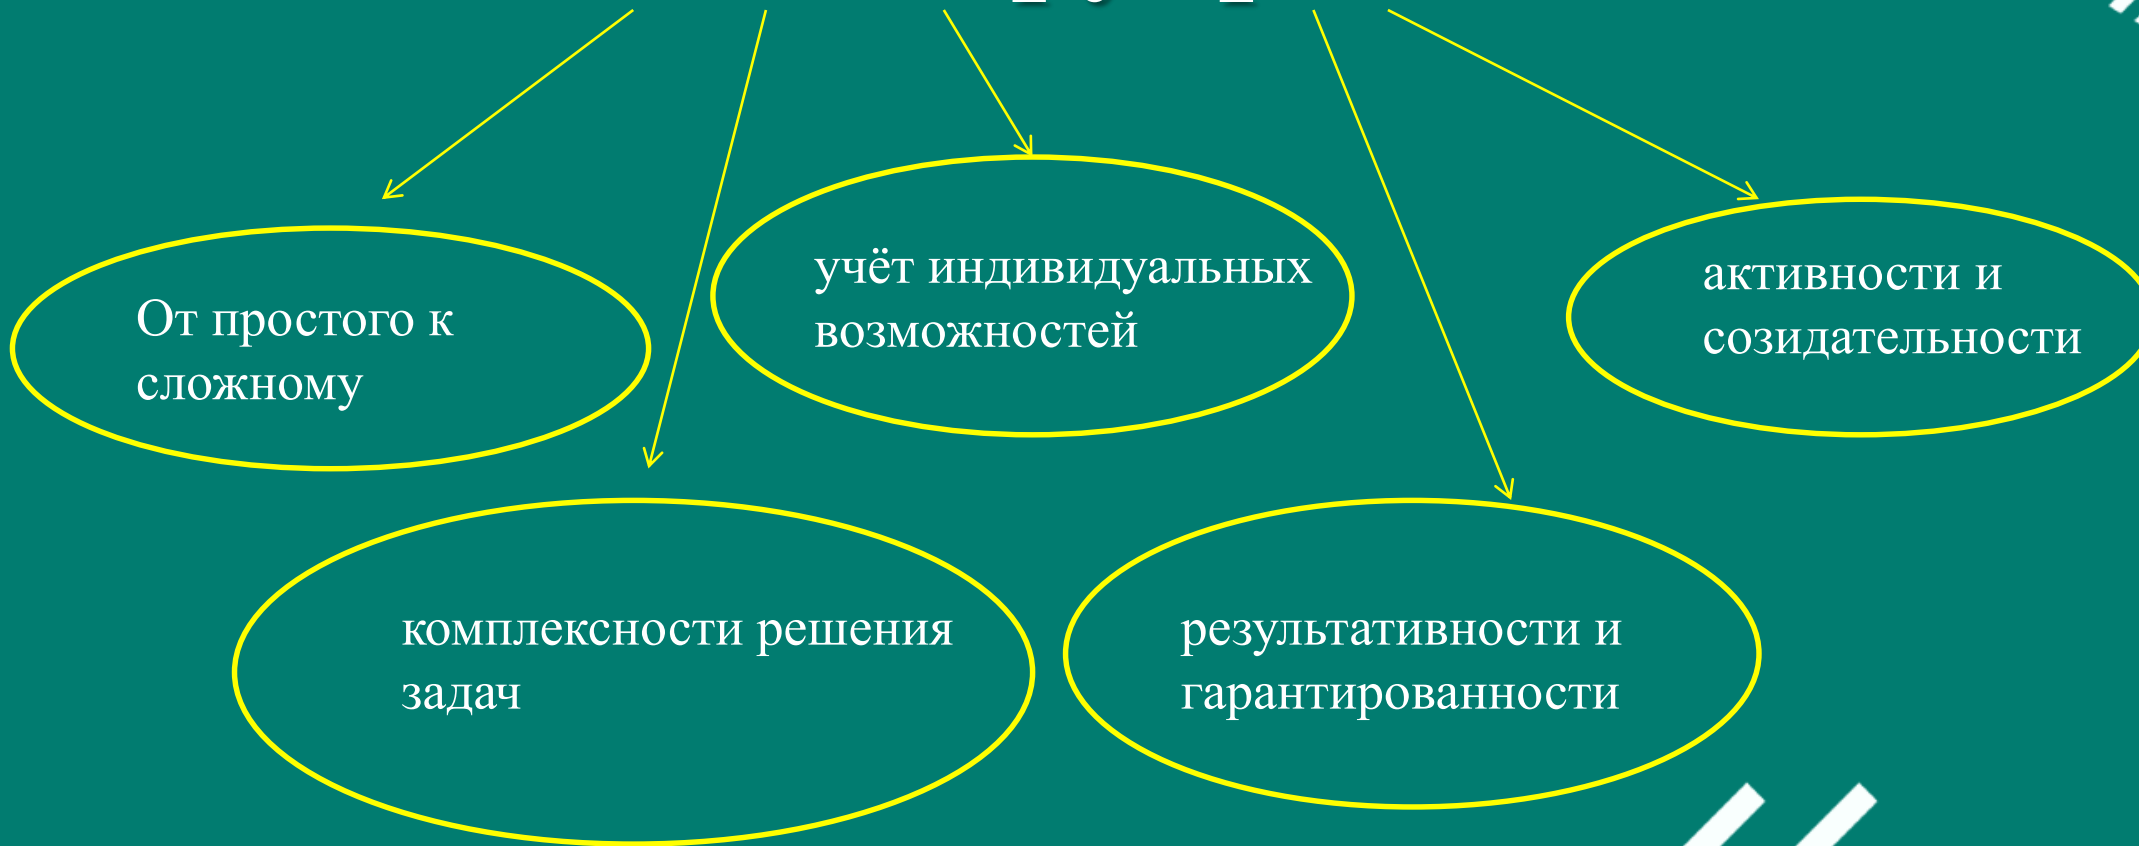 учёт индивидуальных
возможностей
активности и
созидательности
От простого к
сложному
комплексности решения
задач
результативности и
гарантированности